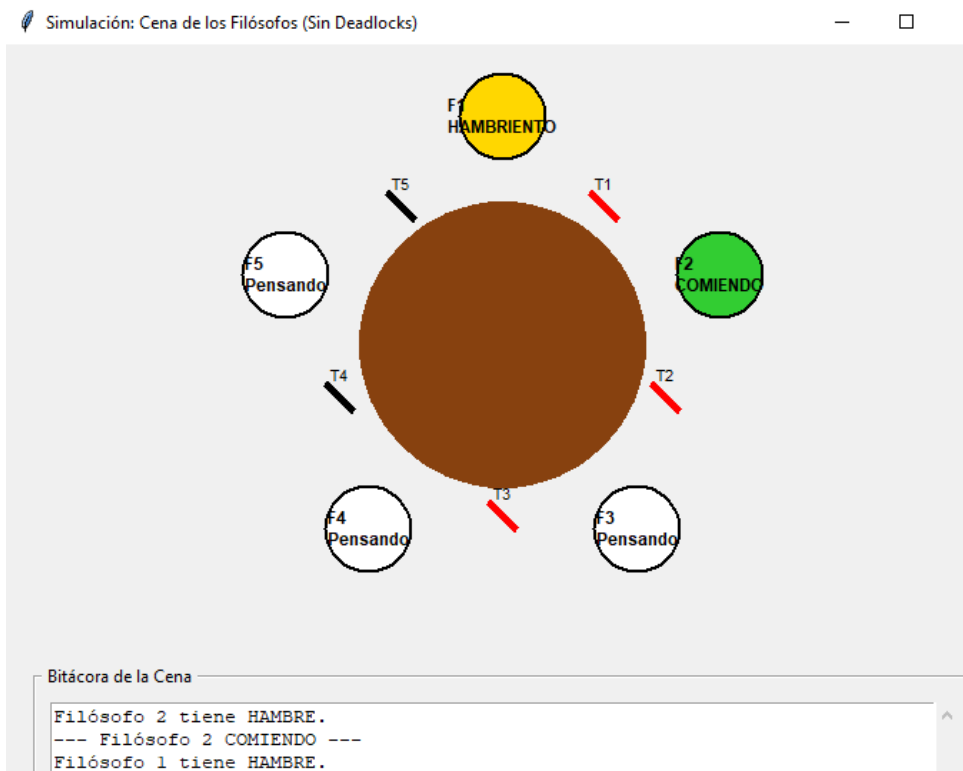 Simulación: Cena de los Filósofos (Sin Deadlocks)
F1
HAMBRIENTO
T5
T1
F5
Pensando
F2
COMIENDO
T4
T2
T3
F4
Pensando
F3
Pensando
Bitácora de la Cena
Filósofo 2 tiene HAMBRE.
--- Filósofo 2 COMIENDO ---
Filósofo 1 tiene HAMBRE.